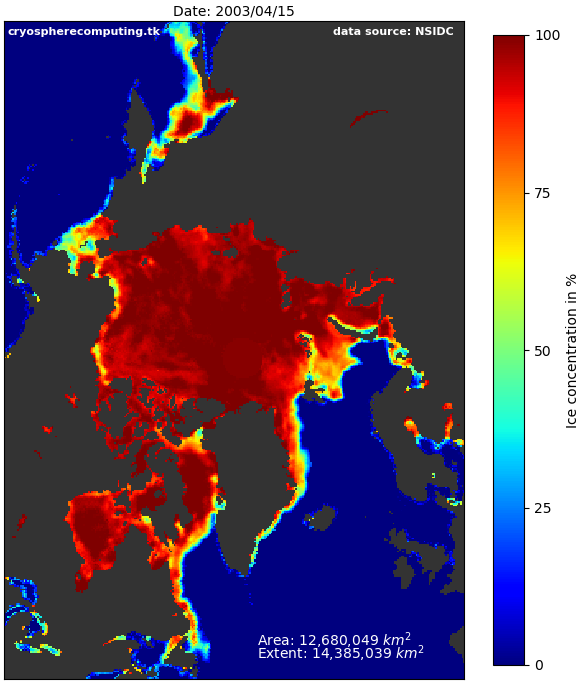 Date: 2003/04/15
cryospherecomputing.tk
data source: NSIDC
100
75
50
25
0
Ice concentration in %
Area: 12,680,049 km²
Extent: 14,385,039 km²